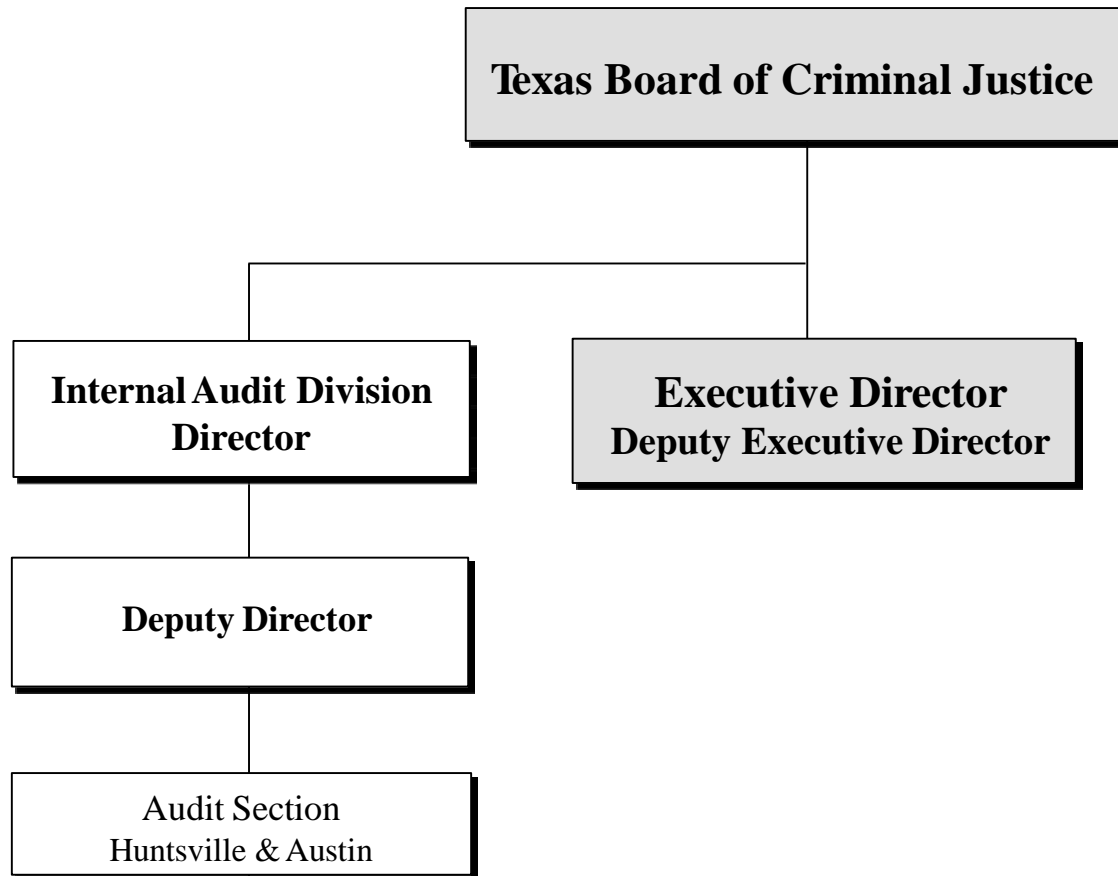 Texas Board of Criminal Justice
Internal Audit Division
Director
Executive Director
Deputy Executive Director
Deputy Director
Audit Section
Huntsville & Austin